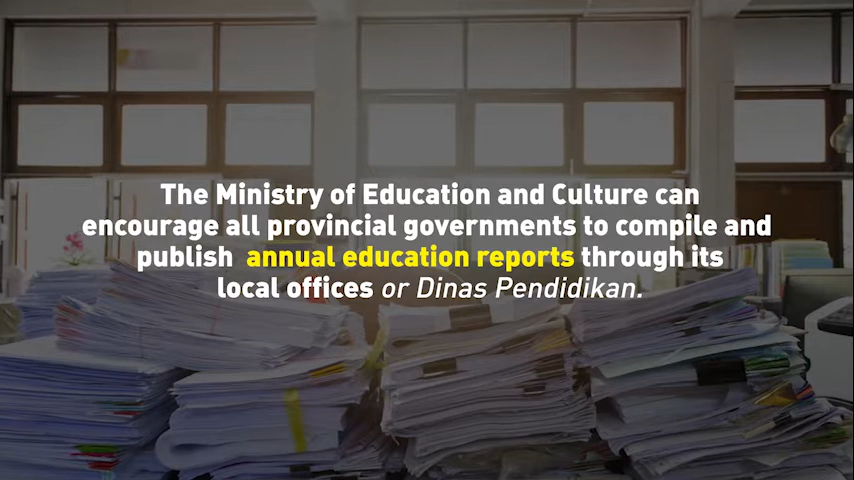 The Ministry of Education and Culture can
encourage all provincial governments to compile and
publish annual education reports through its
local offices or Dinas Pendidikan.